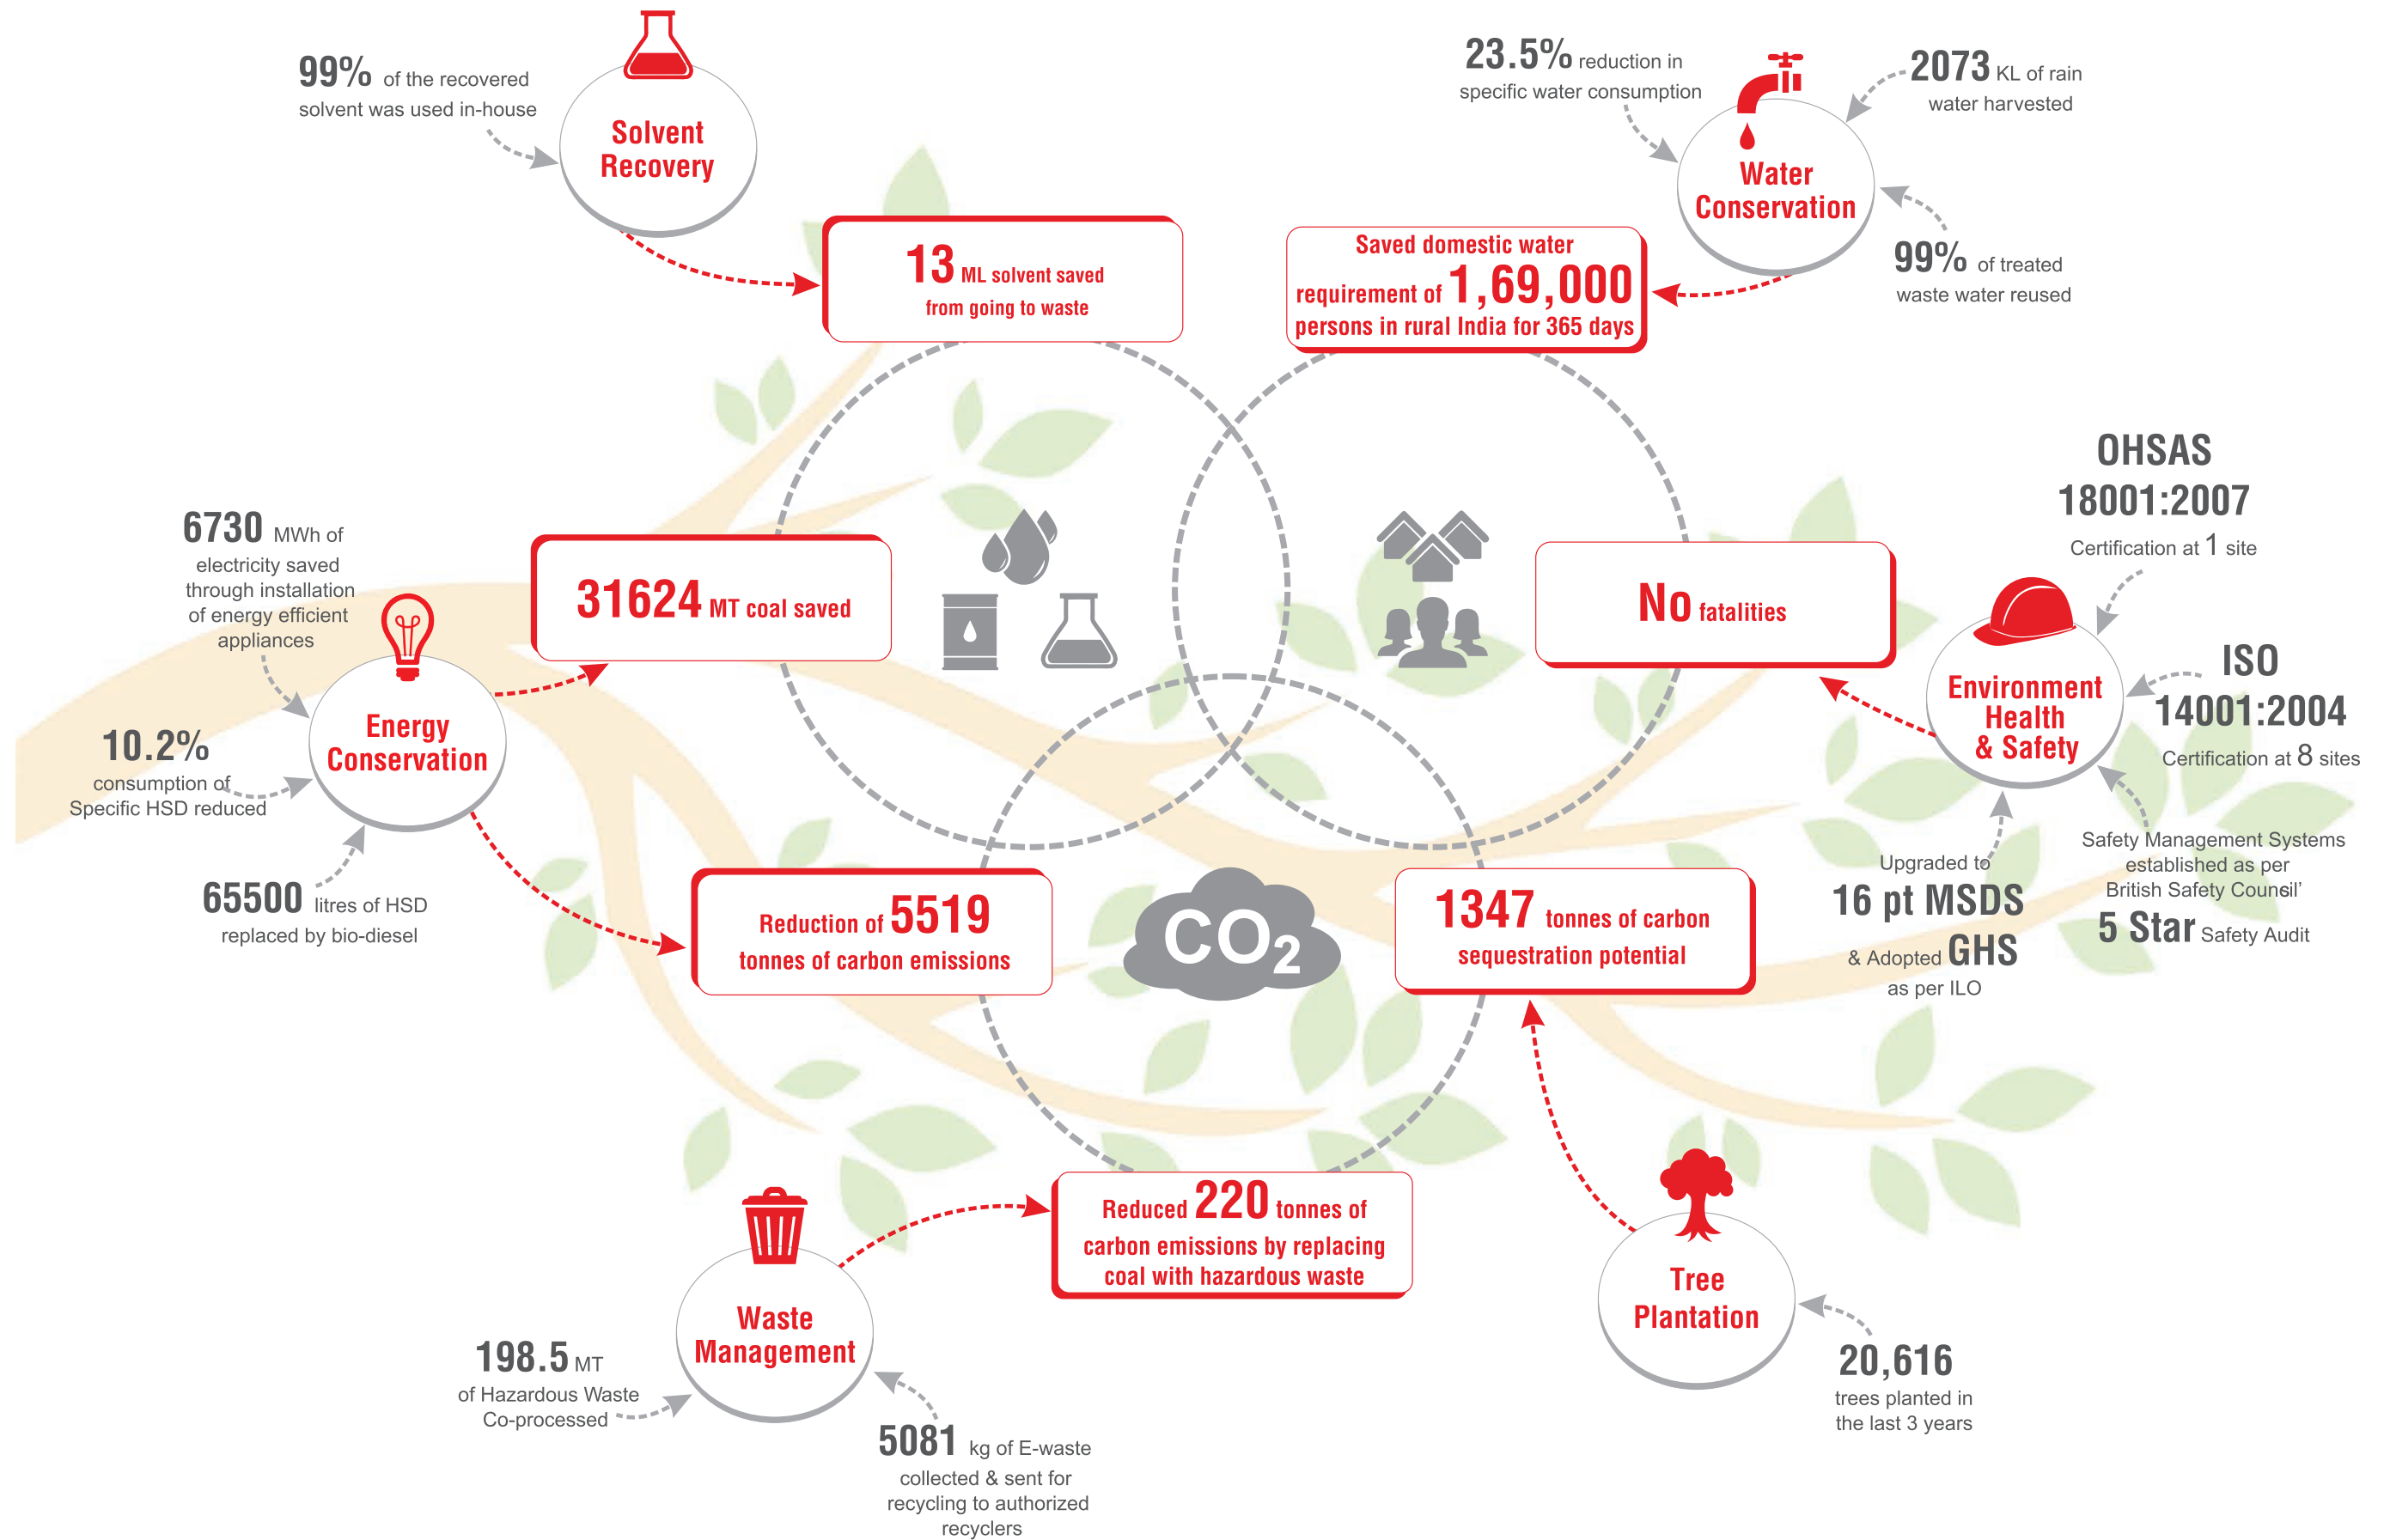 99% of the recovered
solvent was used in-house
Solvent
Recovery
13 ML solvent saved
from going to waste
23.5% reduction in
specific water consumption
2073 KL of rain
water harvested
Water
Conservation
99% of treated
waste water reused
Saved domestic water
requirement of 1,69,000
persons in rural India for 365 days
6730 MWh of
electricity saved
through installation
of energy efficient
appliances
10.2%
consumption of
Specific HSD reduced
65500 litres of HSD
replaced by bio-diesel
Energy
Conservation
31624 MT coal saved
Reduction of 5519
tonnes of carbon emissions
No fatalities
OHSAS
18001:2007
Certification at 1 site
ISO
14001:2004
Certification at 8 sites
Environment
Health
& Safety
Safety Management Systems
established as per
British Safety Counsil'
5 Star Safety Audit
Upgraded to
16 pt MSDS
& Adopted GHS
as per ILO
CO2
1347 tonnes of carbon
sequestration potential
Reduced 220 tonnes of
carbon emissions by replacing
coal with hazardous waste
Waste
Management
198.5 MT
of Hazardous Waste
Co-processed
5081 kg of E-waste
collected & sent for
recycling to authorized
recyclers
Tree
Plantation
20,616
trees planted in
the last 3 years